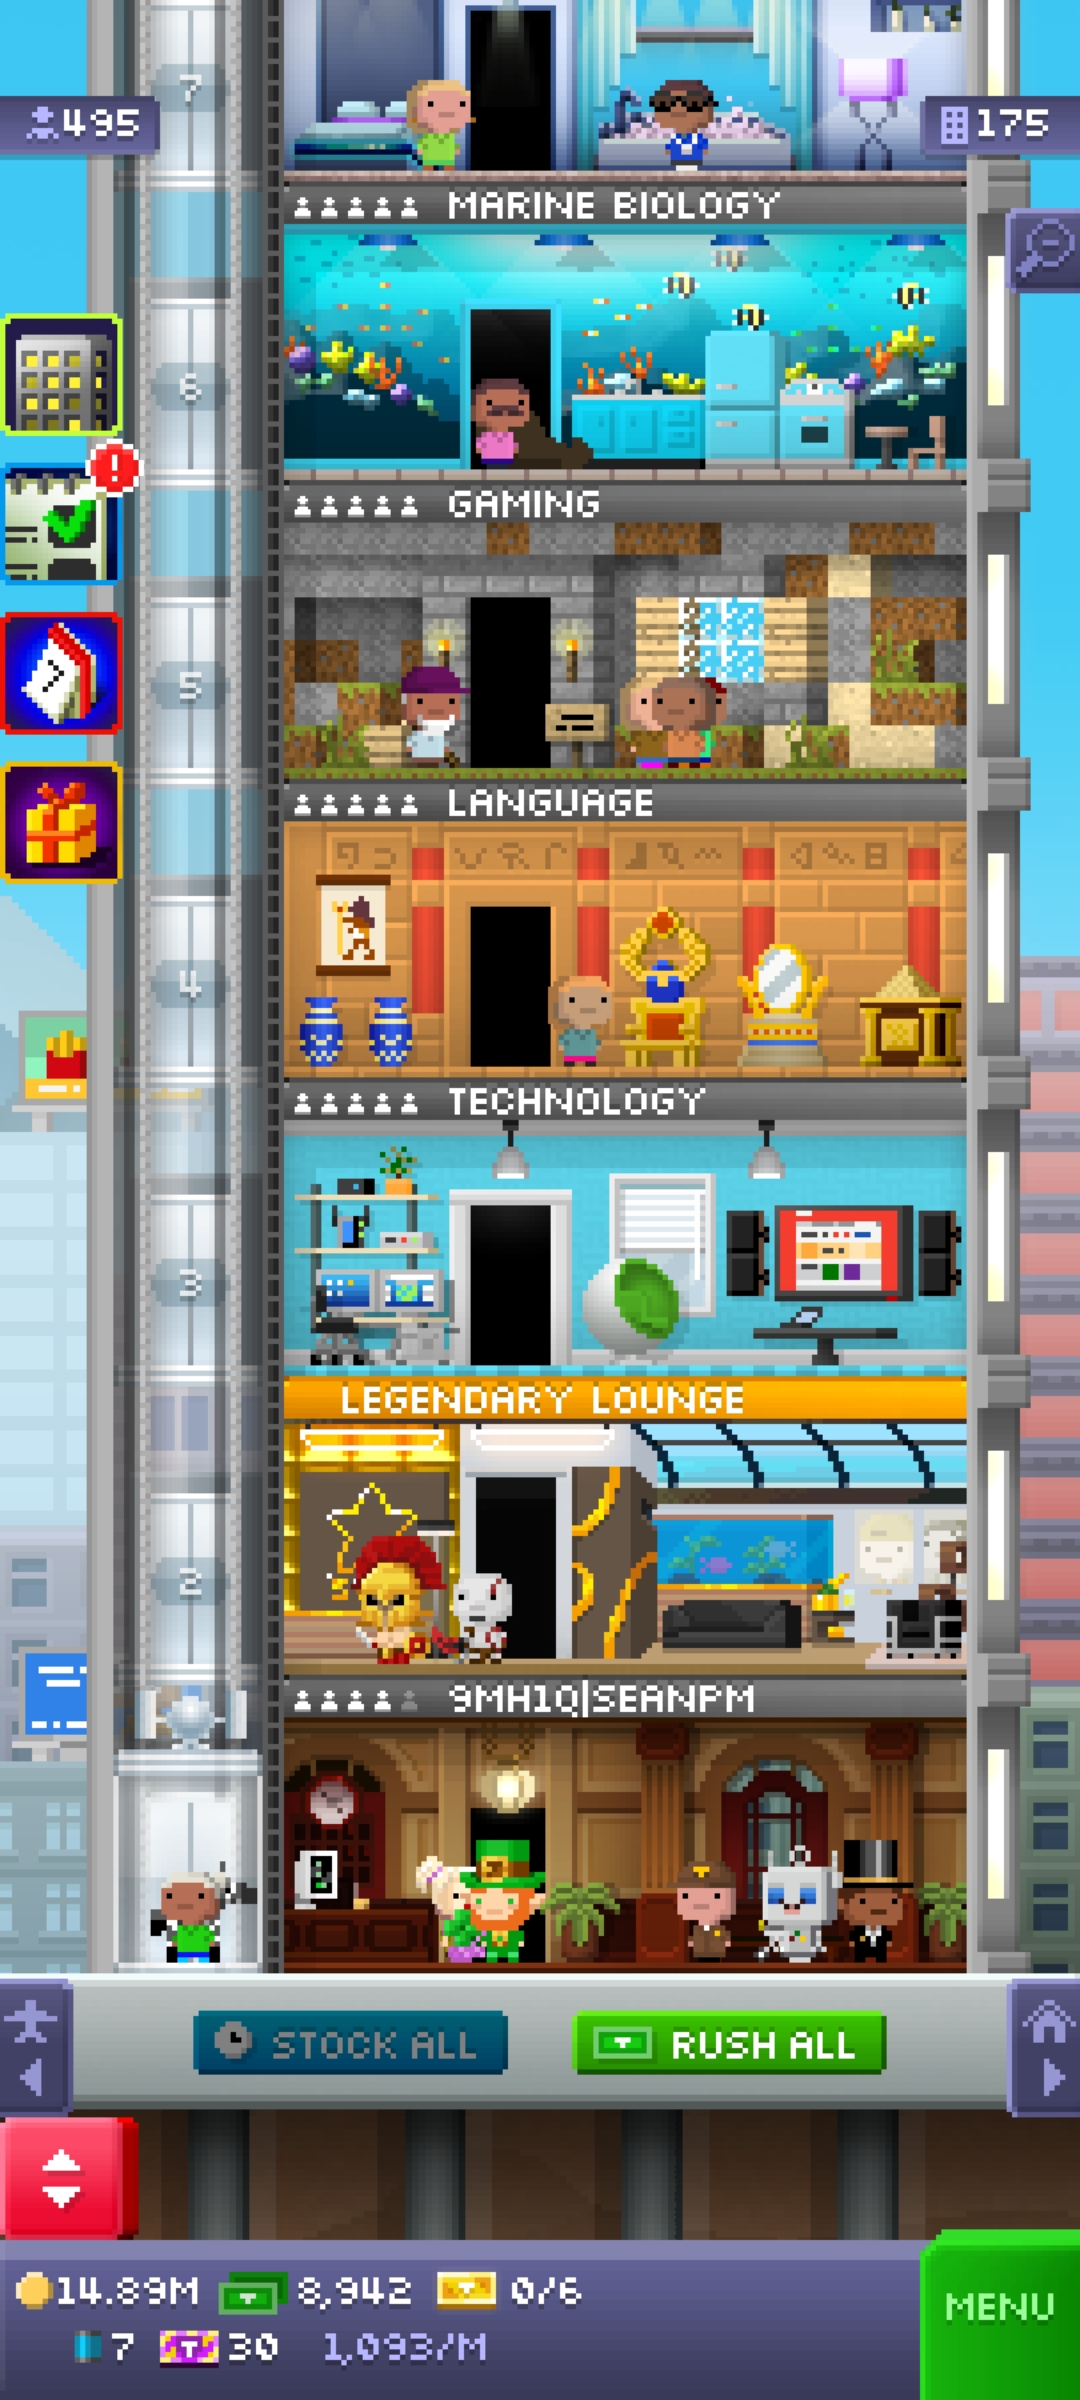 7
495
175
MARINE BIOLOGY
6
GAMING
5
LANGUAGE
4
TECHNOLOGY
3
LEGENDARY LOUNGE
2
9MH1Q|SEANPM
STOCK ALL
RUSH ALL
14.89M 8,942 0/6
MENU
7 30 1,093/M